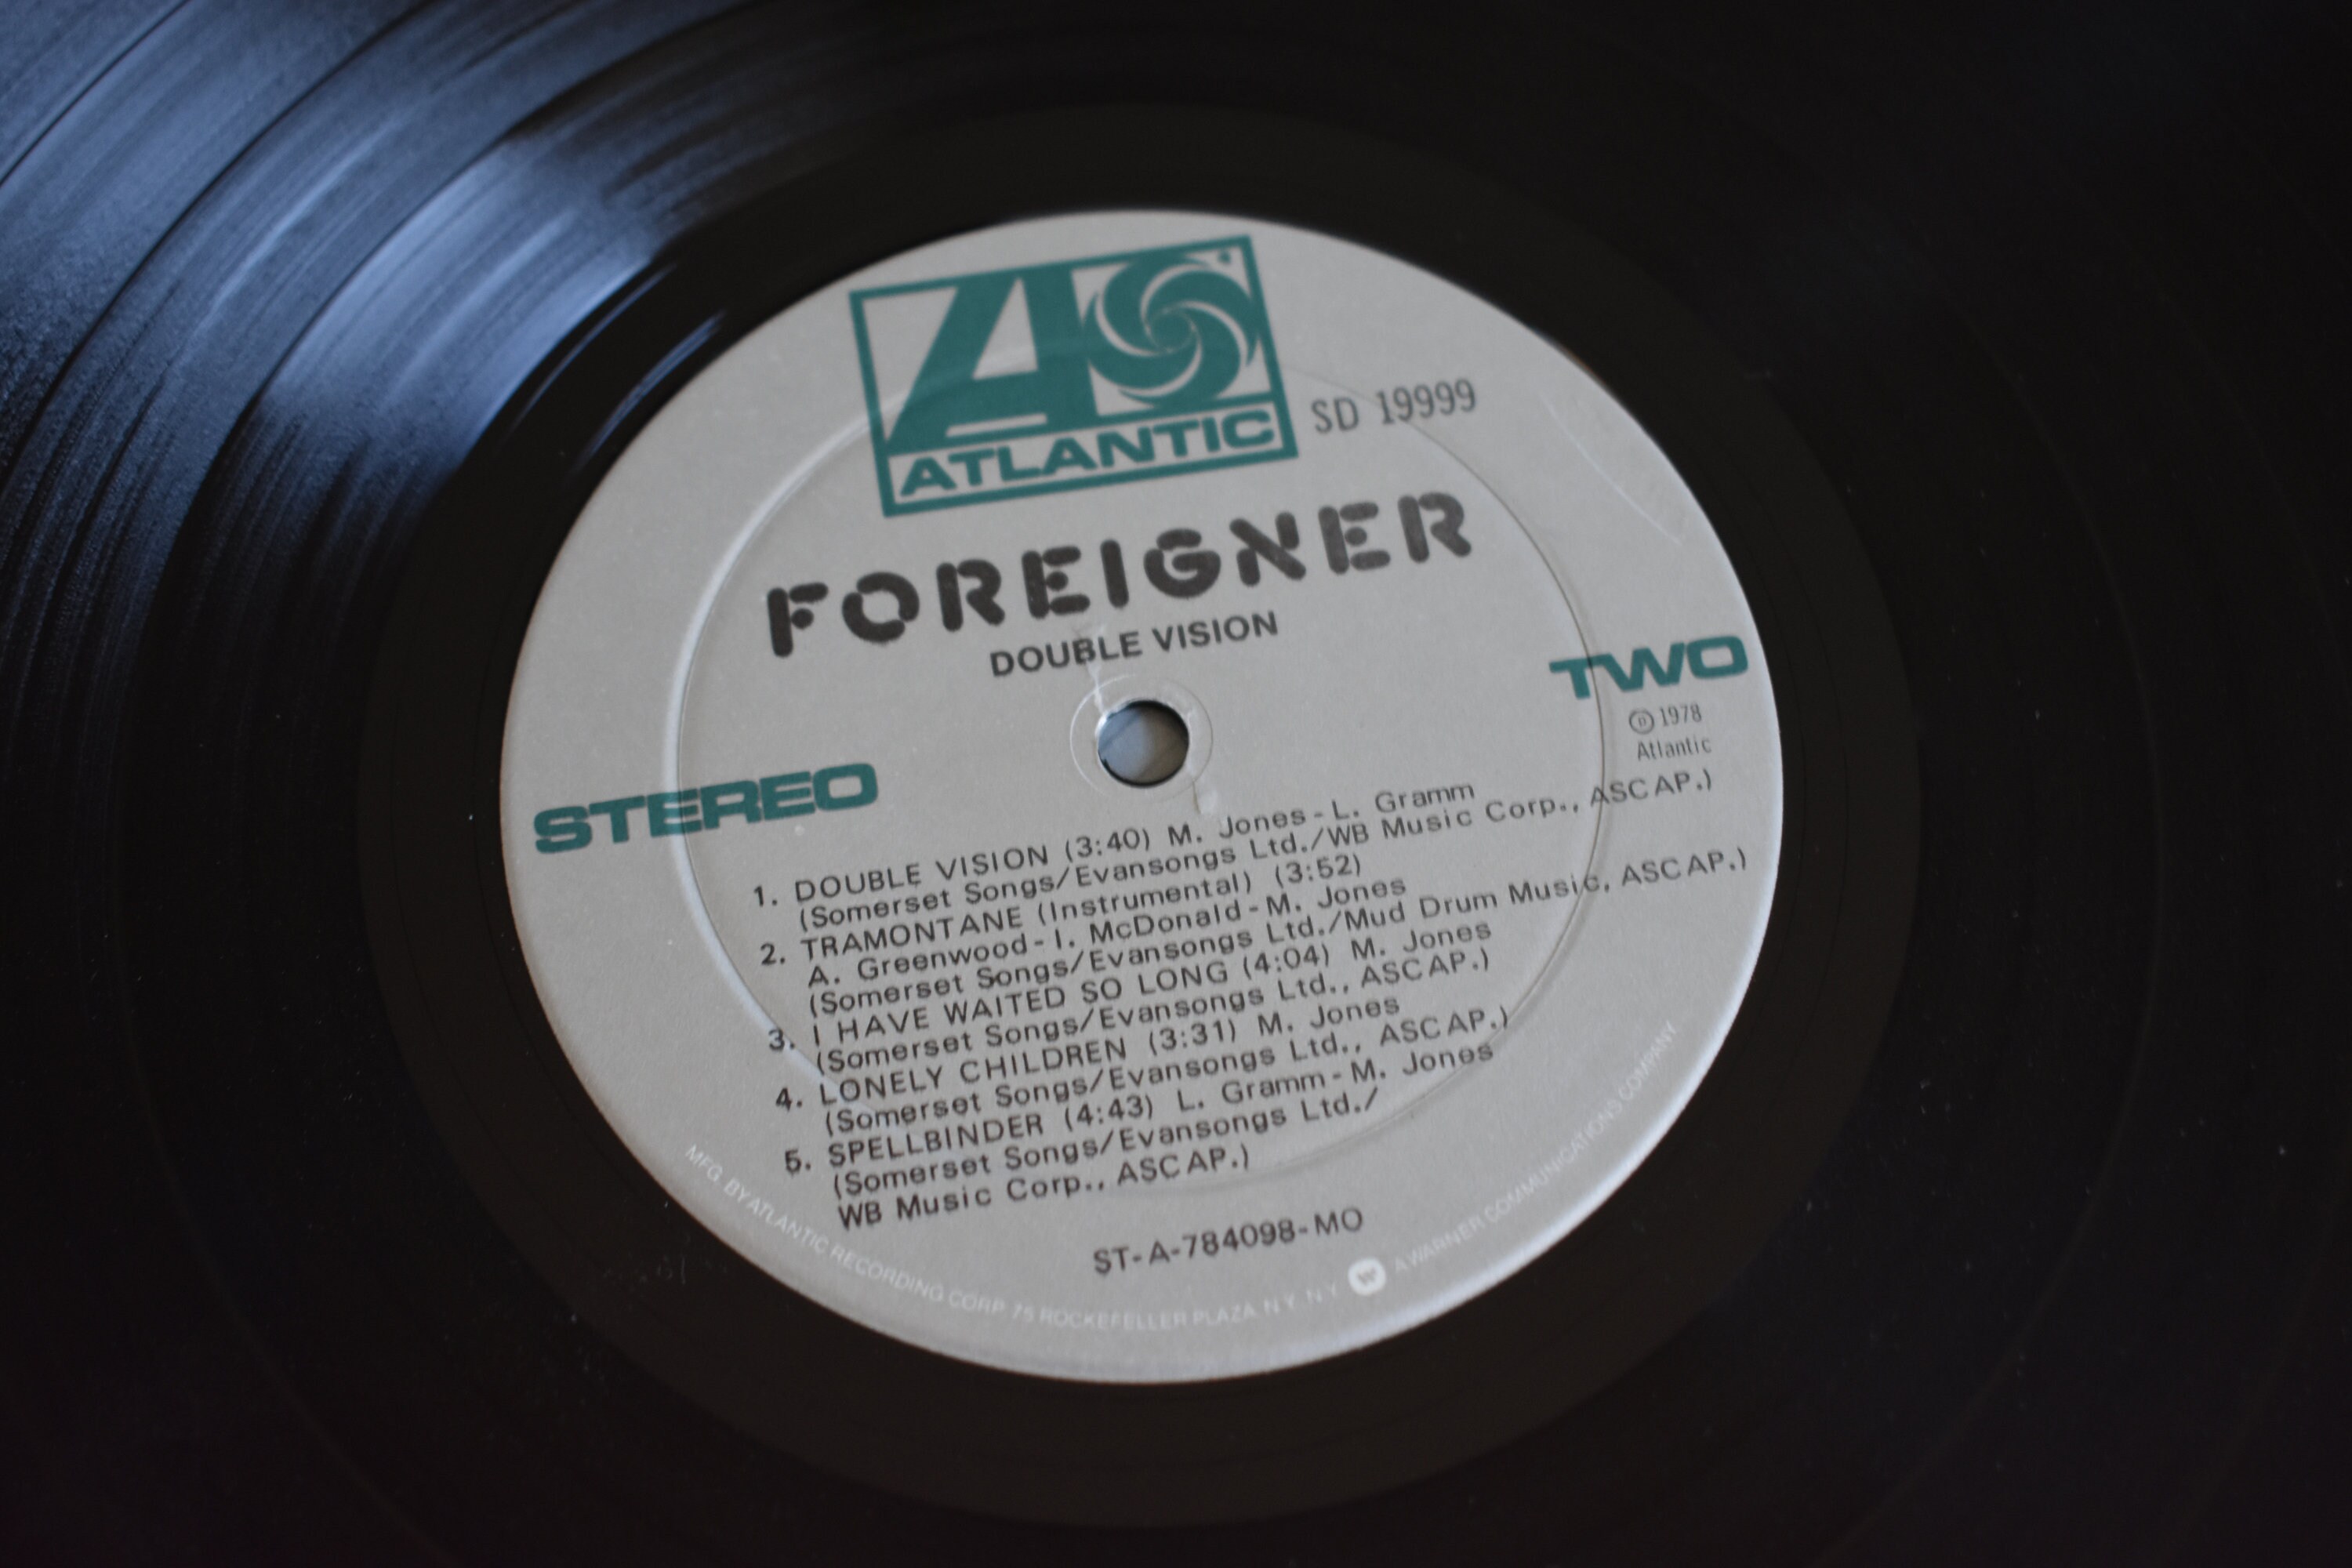 ATLANTIC
SD 19999
FOREIGNER
DOUBLE VISION
TWO
Ⓟ 1978
Atlantic
STEREO
1. DOUBLE VISION (3:40) M. Jones-L. Gramm
(Somerset Songs/Evansongs Ltd./WB Music Corp., ASCAP.)
2. TRAMONTANE (Instrumental) (3:52)
A. Greenwood-I. McDonald-M. Jones
(Somerset Songs/Evansongs Ltd./Mud Drum Music, ASCAP.)
3. I HAVE WAITED SO LONG (4:04) M. Jones
(Somerset Songs/Evansongs Ltd., ASCAP.)
4. LONELY CHILDREN (3:31) M. Jones
(Somerset Songs/Evansongs Ltd., ASCAP.)
5. SPELLBINDER (4:43) L. Gramm-M. Jones
(Somerset Songs/Evansongs Ltd./
WB Music Corp., ASCAP.)
ST-A-784098-MO
MFG. BY ATLANTIC RECORDING CORP. 75 ROCKEFELLER PLAZA N Y N Y W A WARNER COMMUNICATIONS COMPANY